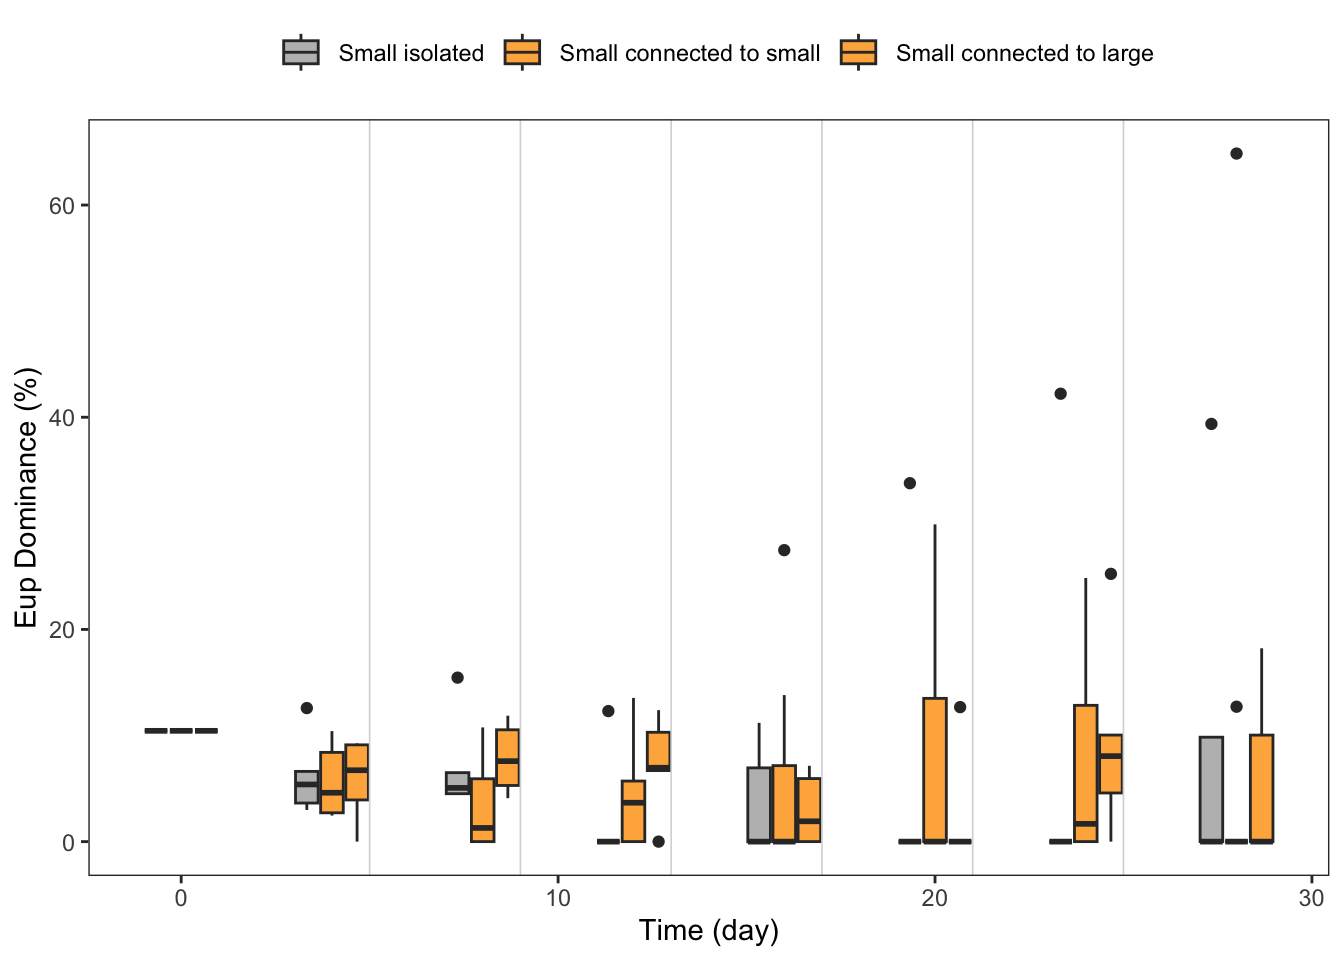 Small isolated Small connected to small Small connected to large
Eup Dominance (%)
60
40
20
0
0 10 20 30
Time (day)